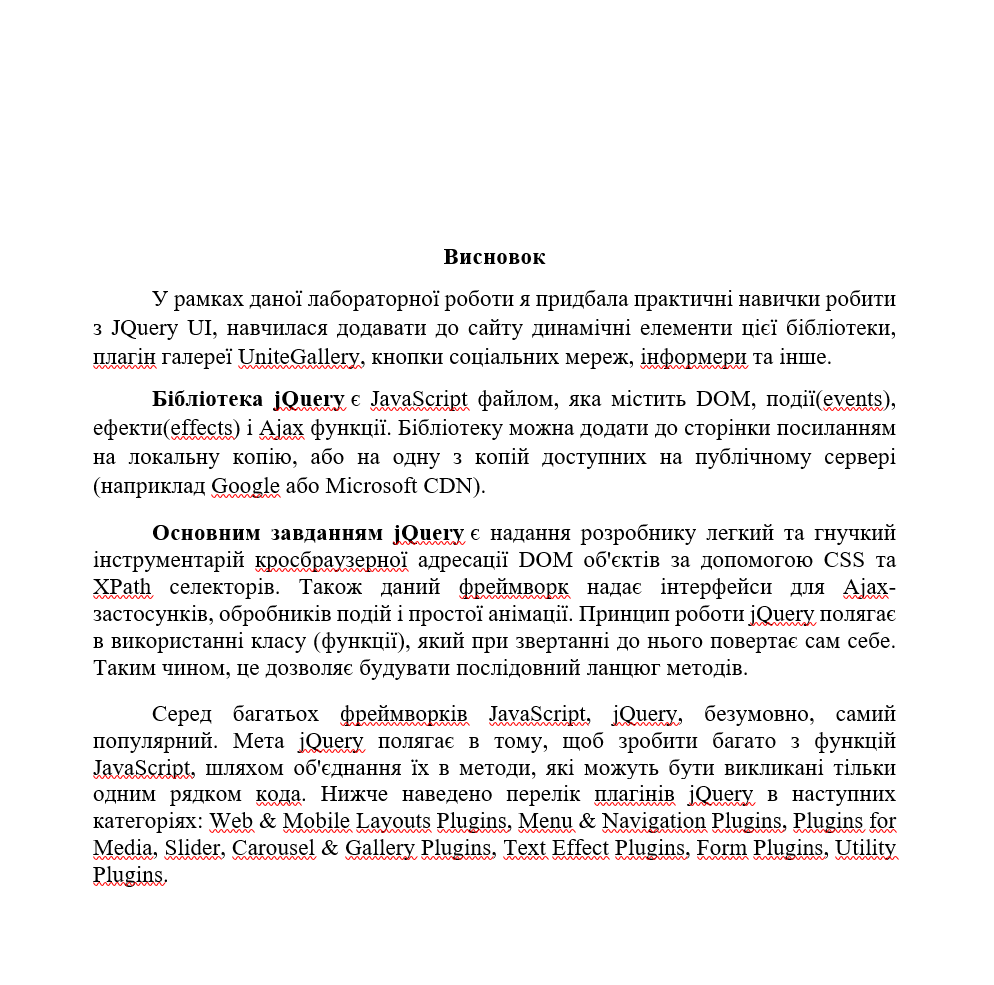 Висновок
У рамках даної лабораторної роботи я придбала практичні навички робити
з JQuery UI, навчилася додавати до сайту динамічні елементи цієї бібліотеки,
плагін галереї UniteGallery, кнопки соціальних мереж, інформери та інше.
Бібліотека jQuery є JavaScript файлом, яка містить DOM, події(events),
ефекти(effects) і Ajax функції. Бібліотеку можна додати до сторінки посиланням
на локальну копію, або на одну з копій доступних на публічному сервері
(наприклад Google або Microsoft CDN).
Основним завданням jQuery є надання розробнику легкий та гнучкий
інструментарій кросбраузерної адресації DOM об'єктів за допомогою CSS та
XPath селекторів. Також даний фреймворк надає інтерфейси для Ajax-
застосунків, обробників подій і простої анімації. Принцип роботи jQuery полягає
в використанні класу (функції), який при звертанні до нього повертає сам себе.
Таким чином, це дозволяє будувати послідовний ланцюг методів.
Серед багатьох фреймворків JavaScript, jQuery, безумовно, самий
популярний. Мета jQuery полягає в тому, щоб зробити багато з функцій
JavaScript, шляхом об'єднання їх в методи, які можуть бути викликані тільки
одним рядком кода. Нижче наведено перелік плагінів jQuery в наступних
категоріях: Web & Mobile Layouts Plugins, Menu & Navigation Plugins, Plugins for
Media, Slider, Carousel & Gallery Plugins, Text Effect Plugins, Form Plugins, Utility
Plugins.